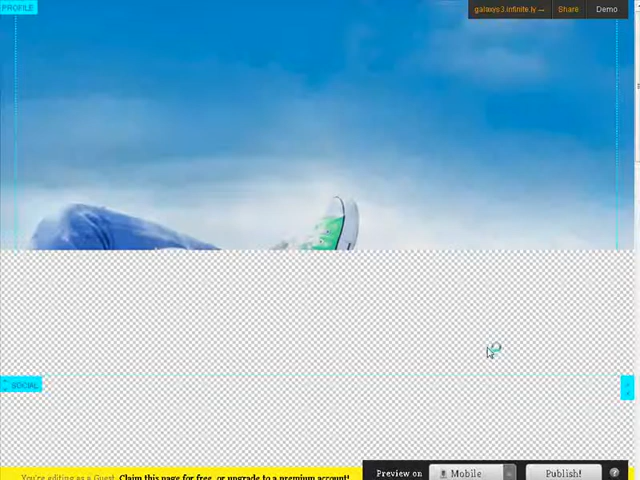 PROFILE
galaxys3.infinite.ly
Share
Demo
SOCIAL
You're editing as a Guest. Claim this page for free, or upgrade to a premium account!
Preview on
Mobile
Publish!
?